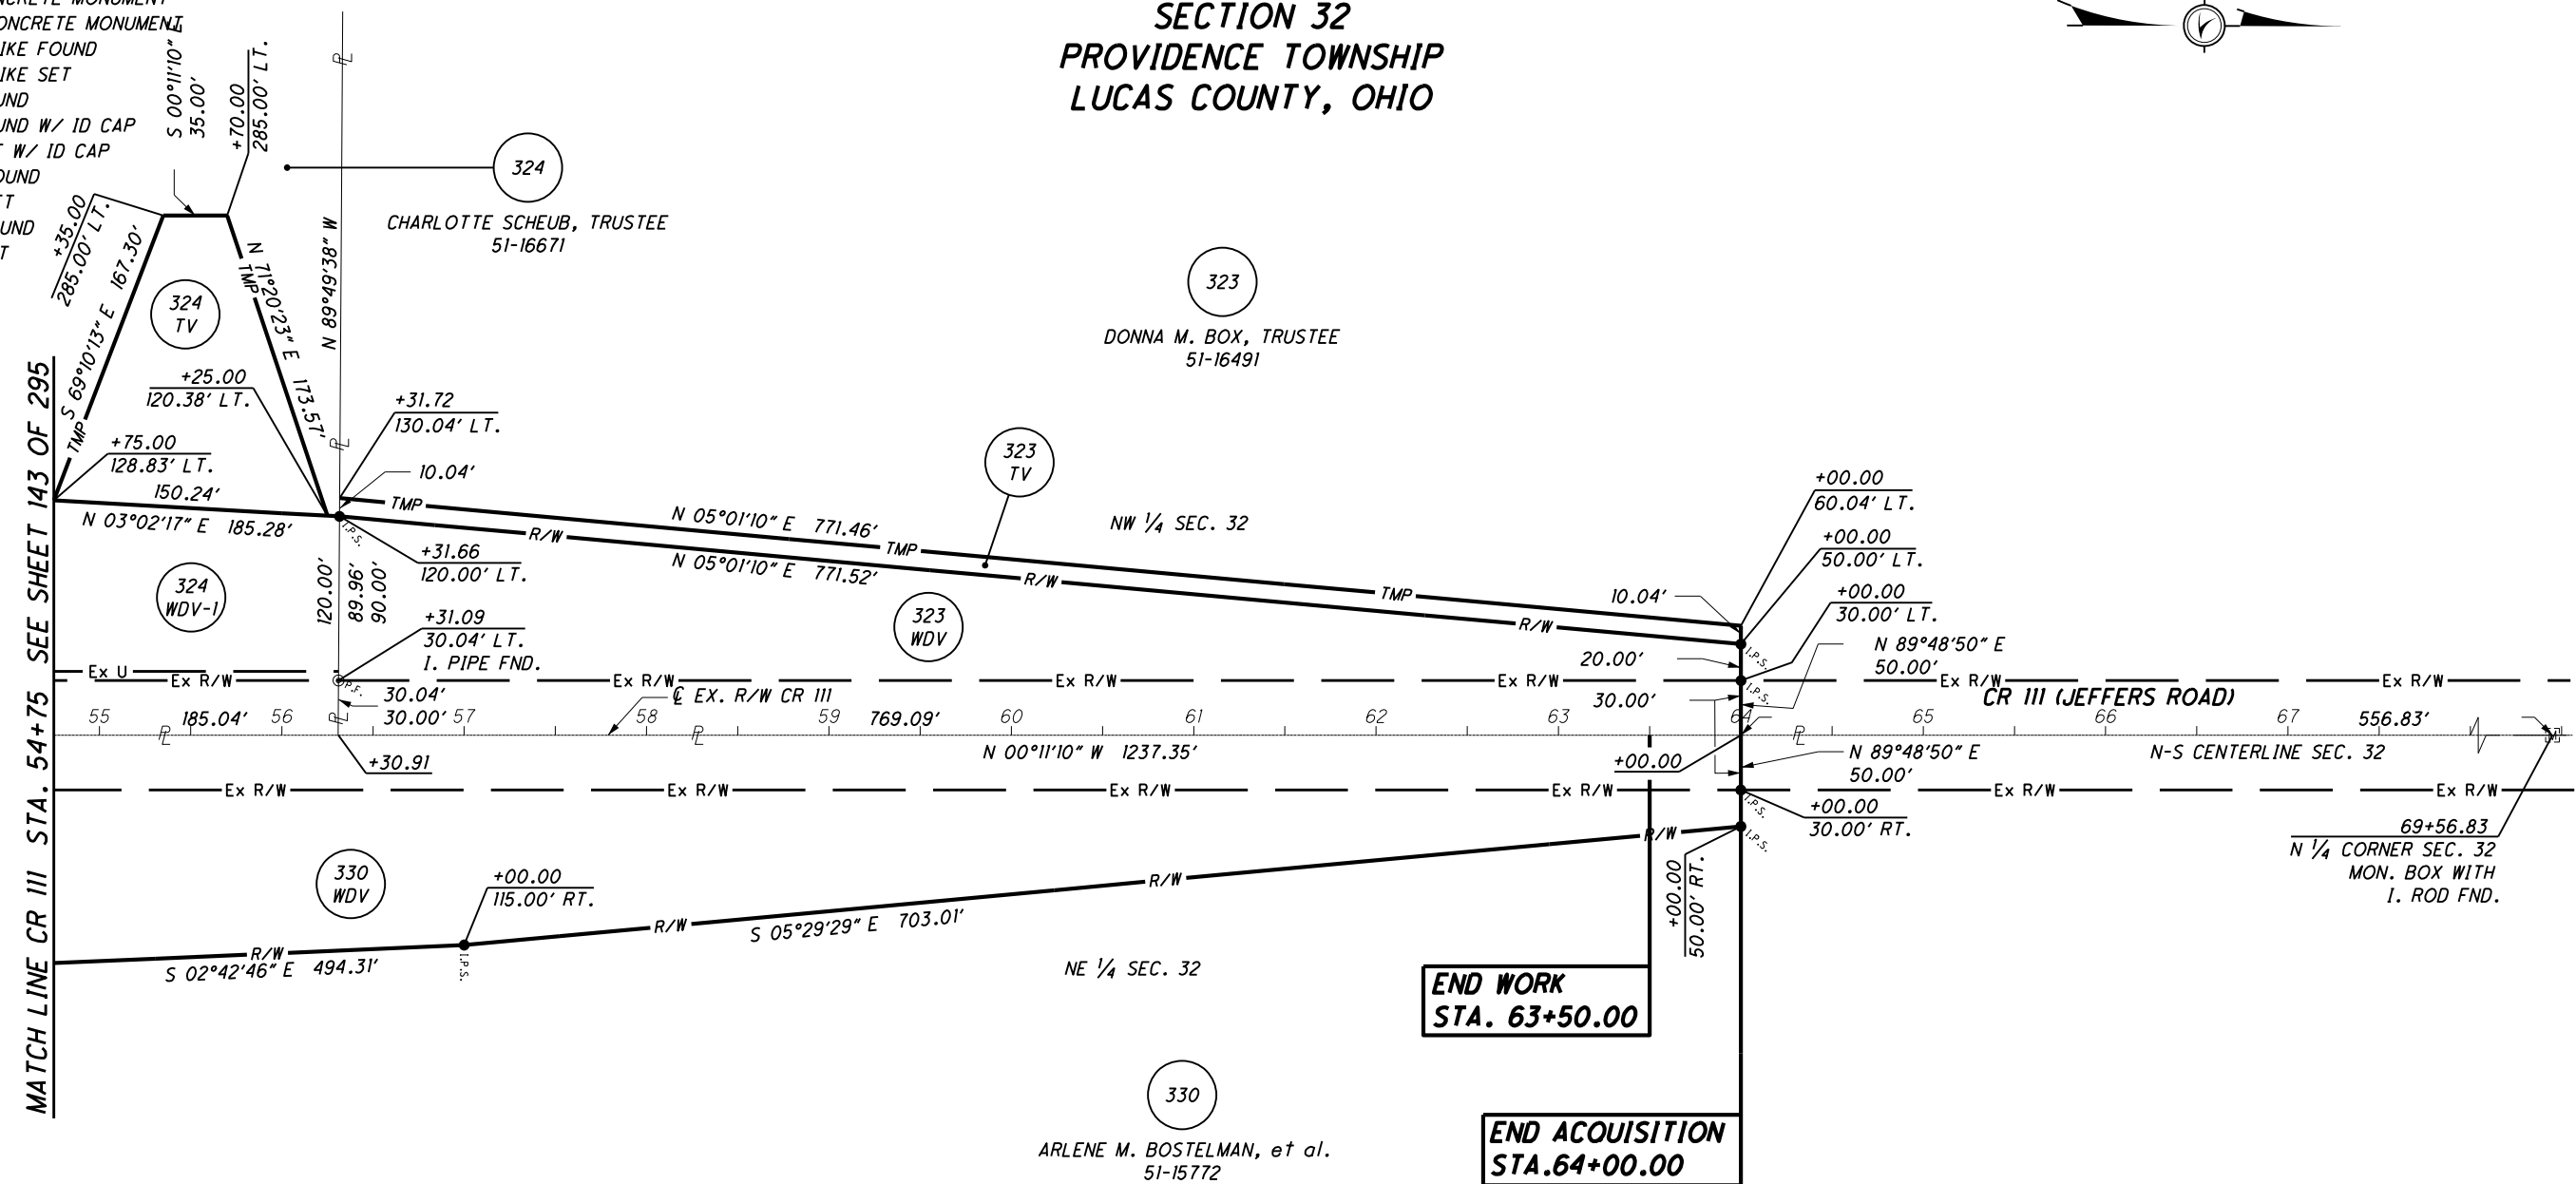 ONCRETE MONUMENT
IKE FOUND
IKE SET
UND W/ ID CAP
W/ ID CAP
SECTION 32
PROVIDENCE TOWNSHIP
LUCAS COUNTY, OHIO
S 00°11'10" E
35.00'
+70.00
285.00' LT.
324
CHARLOTTE SCHEUB, TRUSTEE
51-16671
+35.00
285.00' LT.
S 69°10'13" E 167.30'
TMP
324
TV
N 71°20'23" E 173.57'
TMP
N 89°49'38" W
PL
PL
323
DONNA M. BOX, TRUSTEE
51-16491
+25.00
120.38' LT.
+75.00
128.83' LT.
150.24'
N 03°02'17" E 185.28'
+31.72
130.04' LT.
10.04'
TMP
N 05°01'10" E 771.46'
TMP
TMP
323
TV
NW 1/4 SEC. 32
I.P.S.
R/W
N 05°01'10" E 771.52'
R/W
R/W
+31.66
120.00' LT.
324
WDV-1
120.00'
89.96'
90.00'
+31.09
30.04' LT.
I. PIPE FND.
323
WDV
+00.00
60.04' LT.
+00.00
50.00' LT.
+00.00
30.00' LT.
10.04'
20.00'
30.00'
I.P.S.
I.P.S.
N 89°48'50" E
50.00'
MATCH LINE CR 111 STA. 54+75 SEE SHEET 143 OF 295
Ex U
Ex R/W
P.F.
Ex R/W
Ex R/W
Ex R/W
Ex R/W
Ex R/W
30.04'
30.00'
PL
CL EX. R/W CR 111
CR 111 (JEFFERS ROAD)
55
185.04'
56
57
58
59
769.09'
60
61
62
63
64
65
66
67
556.83'
PL
PL
PL
+30.91
N 00°11'10" W 1237.35'
+00.00
N 89°48'50" E
50.00'
N-S CENTERLINE SEC. 32
Ex R/W
Ex R/W
Ex R/W
Ex R/W
Ex R/W
Ex R/W
I.P.S.
I.P.S.
+00.00
30.00' RT.
69+56.83
N 1/4 CORNER SEC. 32
MON. BOX WITH
I. ROD FND.
330
WDV
+00.00
115.00' RT.
R/W
S 02°42'46" E 494.31'
I.P.S.
R/W
S 05°29'29" E 703.01'
R/W
R/W
+00.00
50.00' RT.
NE 1/4 SEC. 32
END WORK
STA. 63+50.00
330
ARLENE M. BOSTELMAN, et al.
51-15772
END ACQUISITION
STA.64+00.00